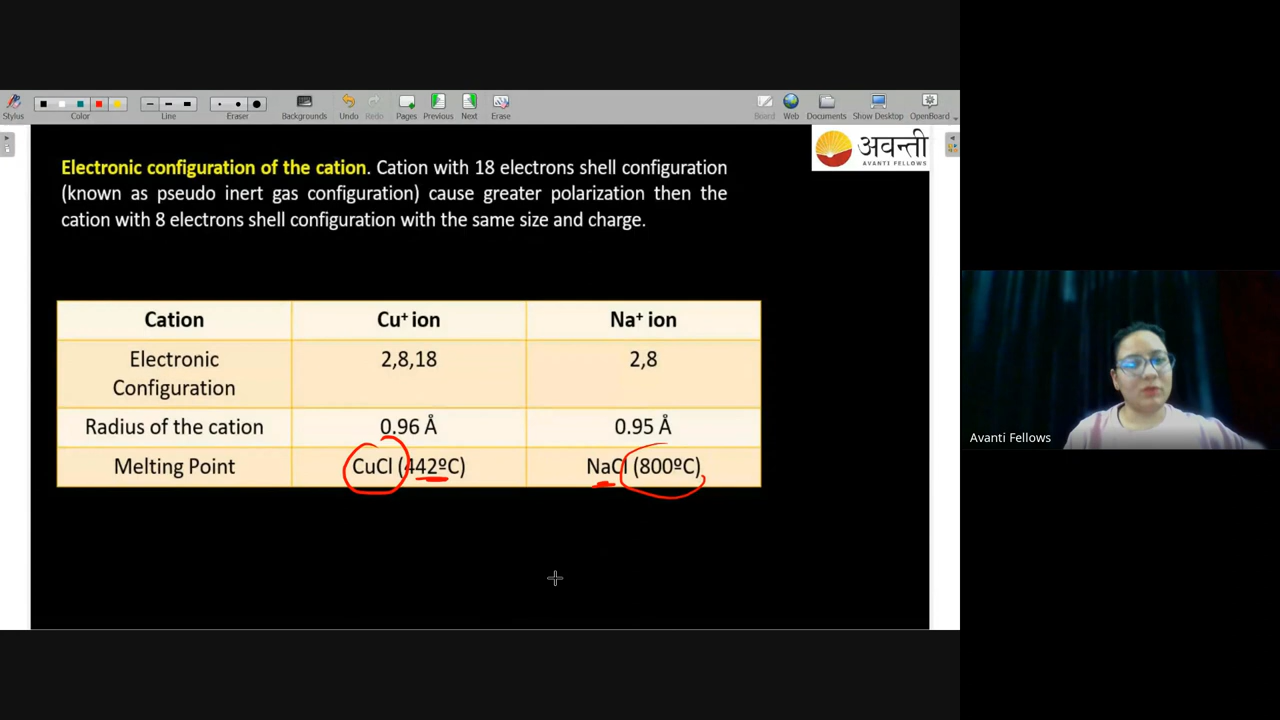 Stylus
Color
Line
Eraser
Backgrounds
Undo
Redo
Pages
Previous
Next
Erase
Board
Web
Documents
Show Desktop
OpenBoard
अवन्ती
AVANTI FELLOWS
Electronic configuration of the cation. Cation with 18 electrons shell configuration
(known as pseudo inert gas configuration) cause greater polarization then the
cation with 8 electrons shell configuration with the same size and charge.
Cation Cu⁺ ion Na⁺ ion
Electronic 2,8,18 2,8
Configuration
Radius of the cation 0.96 Å 0.95 Å
Melting Point CuCl (442ºC) NaCl (800ºC)
Avanti Fellows